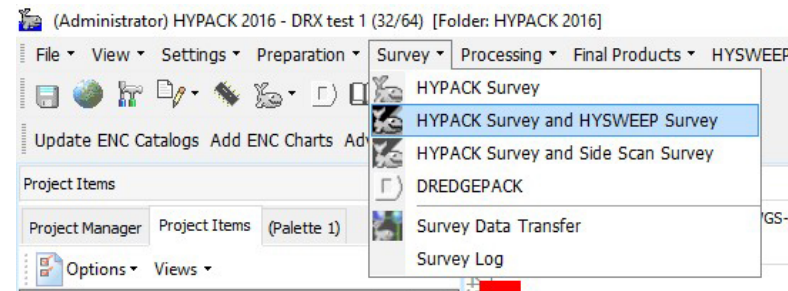 (Administrator) HYPACK 2016 - DRX test 1 (32/64) [Folder: HYPACK 2016]
File View Settings Preparation Survey Processing Final Products HYSWEEP
HYPACK Survey
HYPACK Survey and HYSWEEP Survey
Update ENC Catalogs Add ENC Charts
HYPACK Survey and Side Scan Survey
Project Items
DREDGEPACK
Project Manager Project Items (Palette 1)
Survey Data Transfer
Options Views
Survey Log